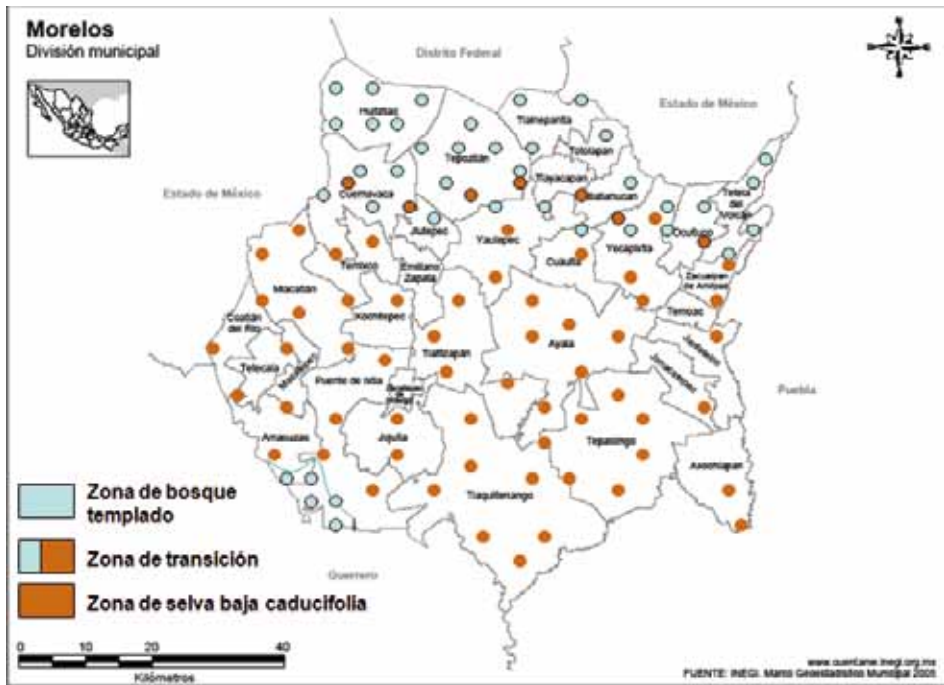 Morelos
División municipal
Distrito Federal
Estado de México
Huitzilac
Tlalnepantla
Tepoztlán
Totolapan
Tlayacapan
Estado de México
Cuernavaca
Atlatlahucan
Tetela del
Volcán
Jiutepec
Yautepec
Yecapixtla
Ocuituco
Temixco
Emiliano
Zapata
Cuautla
Zacualpan
de Amilpas
Miacatlán
Temoac
Coatlán
del Río
Xochitepec
Tlaltizapán
Ayala
Jantetelco
Tetecala
Mazatepec
Puente de Ixtla
Jonacatepec
Puebla
Amacuzac
Jojutla
Tepalcingo
Axochiapan
Tlaquiltenango
Zona de bosque
templado
Zona de transición
Guerrero
Zona de selva baja caducifolia
0 10 20 40
Kilómetros
www.cuentame.inegi.org.mx
FUENTE: INEGI. Marco Geoestadístico Municipal 2005